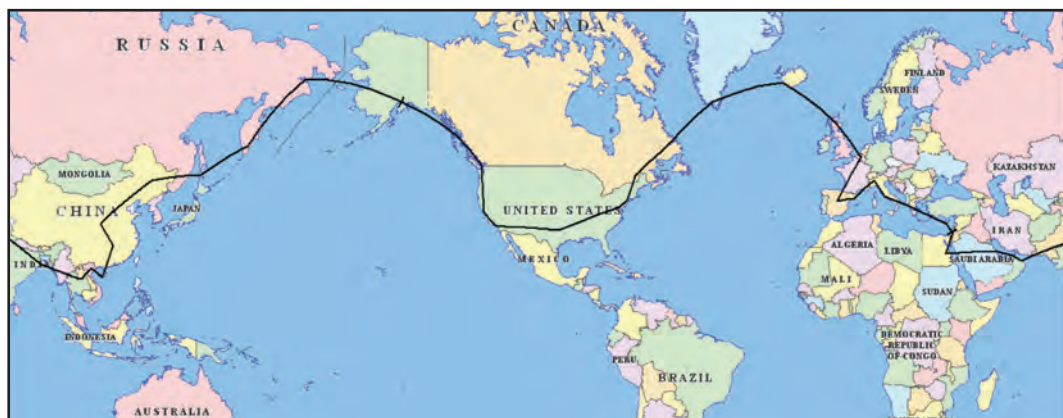 CANADA
RUSSIA
FINLAND
SWEDEN
KAZAKHSTAN
MONGOLIA
CHINA
JAPAN
UNITED STATES
IRAN
ALGERIA
LIBYA
INDIA
MEXICO
SAUDI ARABIA
MALI
SUDAN
INDONESIA
DEMOCRATIC
REPUBLIC
OF CONGO
PERU
BRAZIL
AUSTRALIA